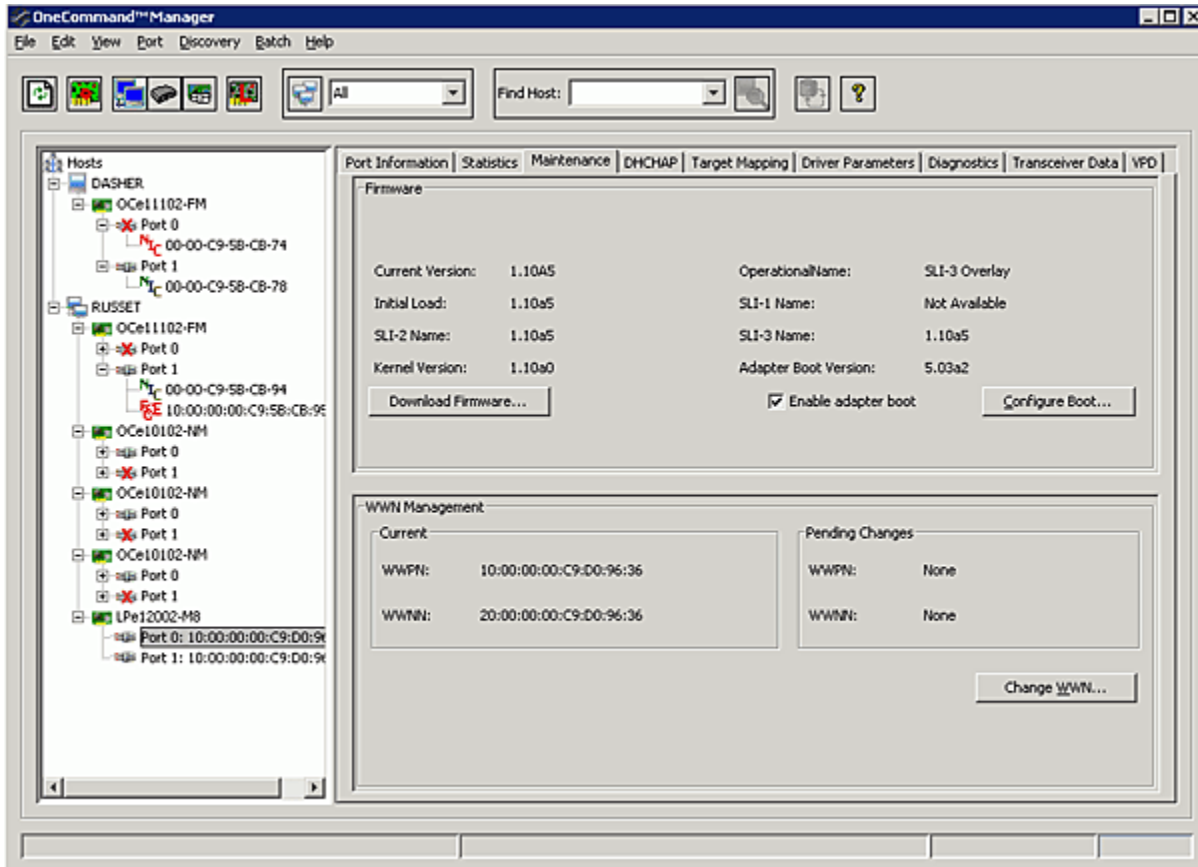 OneCommand™Manager
File Edit View Port Discovery Batch Help
All
Find Host:
Hosts
DASHER
OCe11102-FM
Port 0
NIC 00-00-C9-5B-CB-74
Port 1
NIC 00-00-C9-5B-CB-78
RUSSET
OCe11102-FM
Port 0
Port 1
NIC 00-00-C9-5B-CB-94
FCoE 10:00:00:00:C9:5B:CB:95
OCe10102-NM
Port 0
Port 1
OCe10102-NM
Port 0
Port 1
OCe10102-NM
Port 0
Port 1
LPe12002-M8
Port 0: 10:00:00:00:C9:D0:96
Port 1: 10:00:00:00:C9:D0:96
Port Information Statistics Maintenance DHCHAP Target Mapping Driver Parameters Diagnostics Transceiver Data VPD
Firmware
Current Version: 1.10A5 OperationalName: SLI-3 Overlay
Initial Load: 1.10a5 SLI-1 Name: Not Available
SLI-2 Name: 1.10a5 SLI-3 Name: 1.10a5
Kernel Version: 1.10a0 Adapter Boot Version: 5.03a2
Download Firmware... Enable adapter boot Configure Boot...
WWN Management
Current
WWPN: 10:00:00:00:C9:D0:96:36
WWNN: 20:00:00:00:C9:D0:96:36
Pending Changes
WWPN: None
WWNN: None
Change WWN...